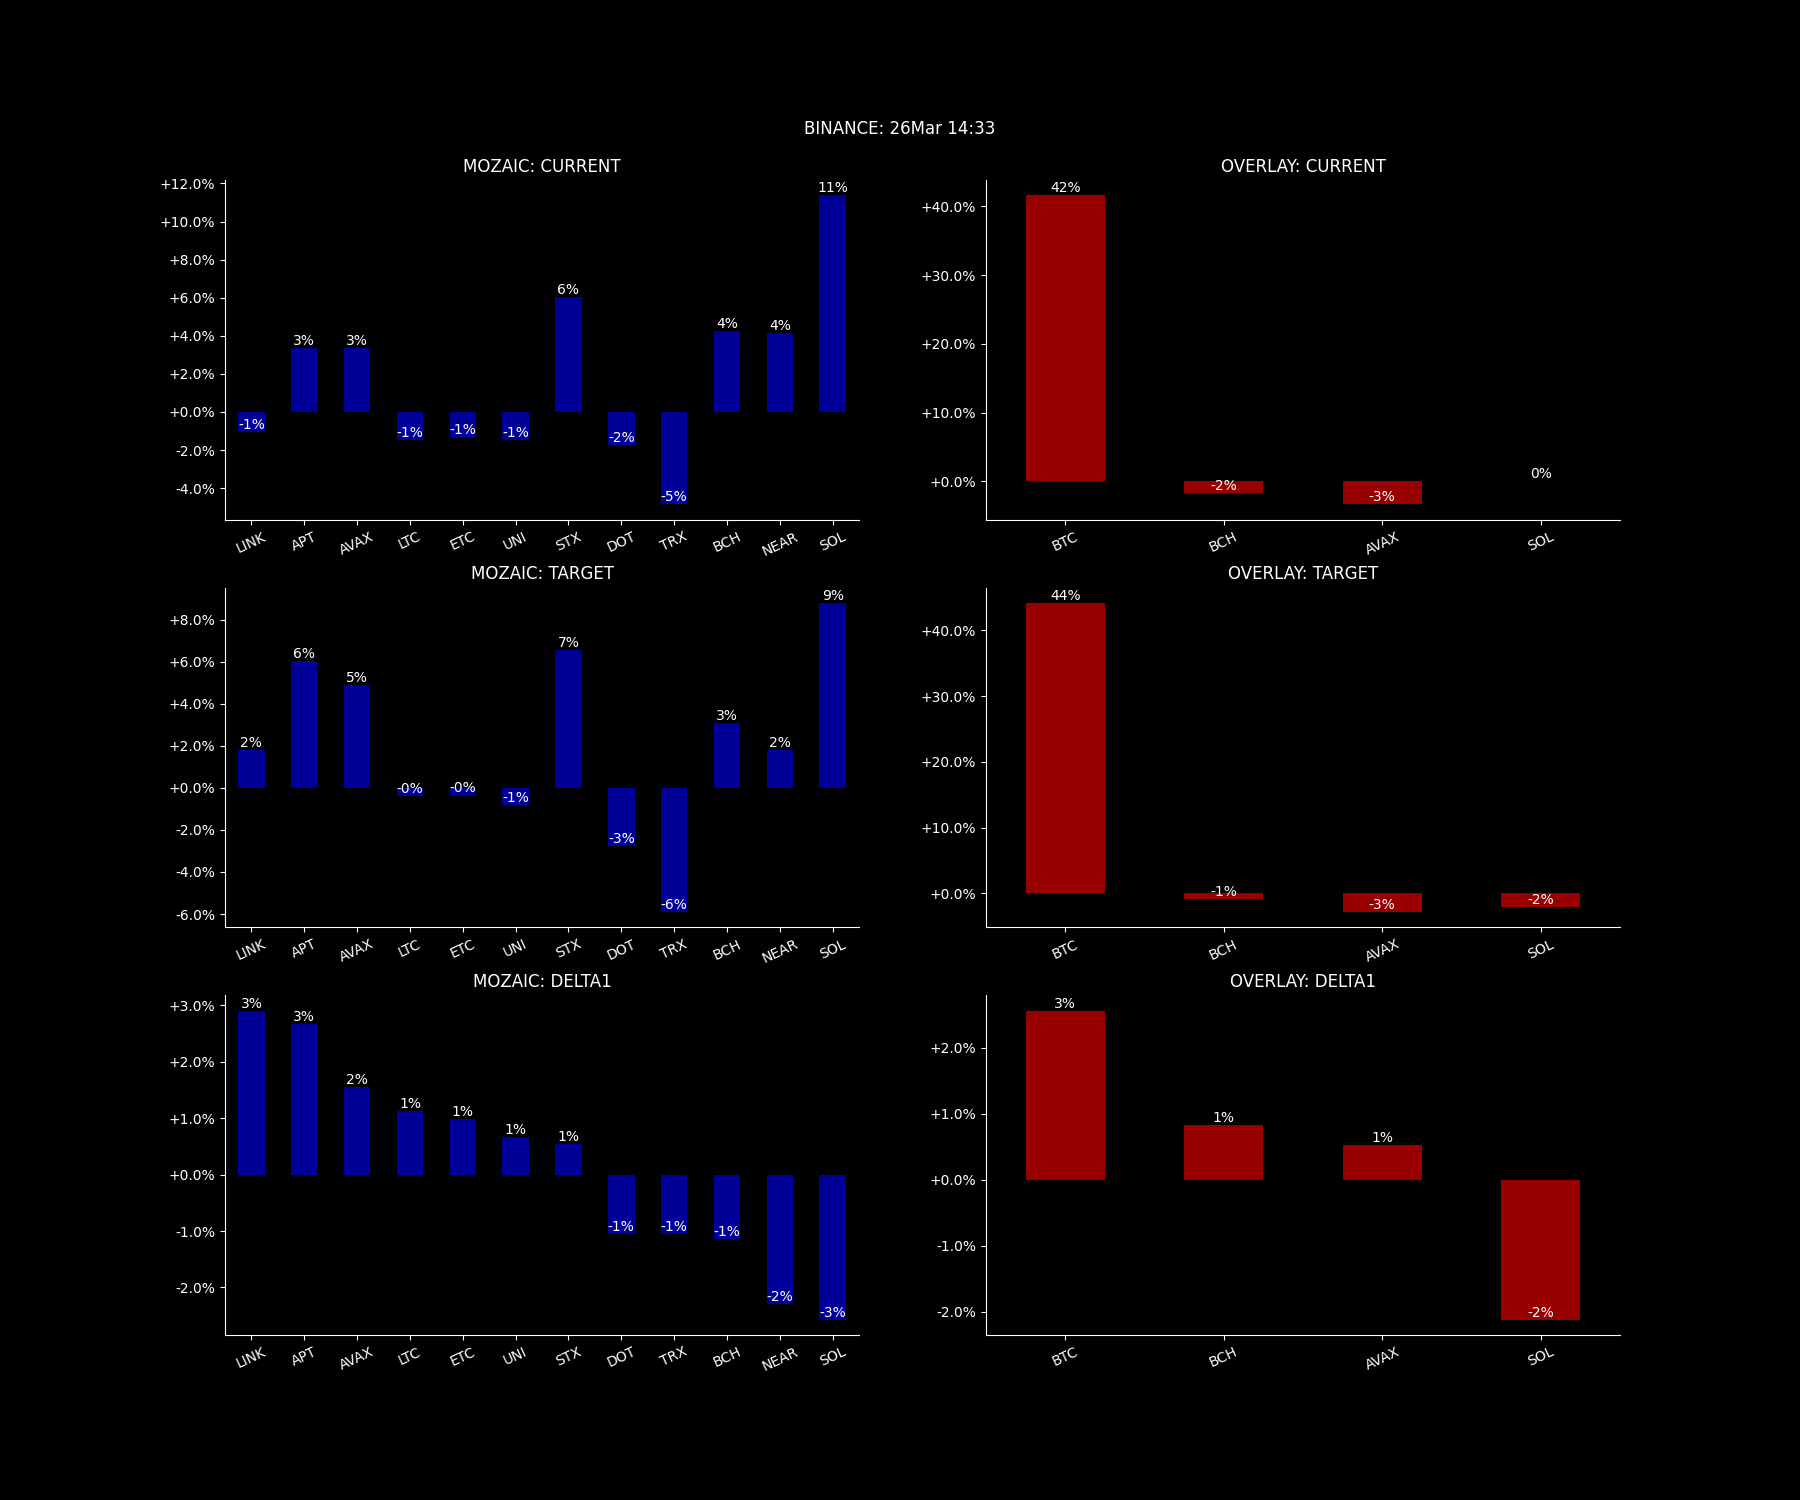 BINANCE: 26Mar 14:33
MOZAIC: CURRENT
+12.0%
+10.0%
+8.0%
+6.0%
+4.0%
+2.0%
+0.0%
-2.0%
-4.0%
-1% 3% 3% -1% -1% -1% 6% -2% -5% 4% 4% 11%
LINK APT AVAX LTC ETC UNI STX DOT TRX BCH NEAR SOL
OVERLAY: CURRENT
+40.0%
+30.0%
+20.0%
+10.0%
+0.0%
42% -2% -3% 0%
BTC BCH AVAX SOL
MOZAIC: TARGET
+8.0%
+6.0%
+4.0%
+2.0%
+0.0%
-2.0%
-4.0%
-6.0%
2% 6% 5% -0% -0% -1% 7% -3% -6% 3% 2% 9%
LINK APT AVAX LTC ETC UNI STX DOT TRX BCH NEAR SOL
OVERLAY: TARGET
+40.0%
+30.0%
+20.0%
+10.0%
+0.0%
44% -1% -3% -2%
BTC BCH AVAX SOL
MOZAIC: DELTA1
+3.0%
+2.0%
+1.0%
+0.0%
-1.0%
-2.0%
3% 3% 2% 1% 1% 1% 1% -1% -1% -1% -2% -3%
LINK APT AVAX LTC ETC UNI STX DOT TRX BCH NEAR SOL
OVERLAY: DELTA1
+2.0%
+1.0%
+0.0%
-1.0%
-2.0%
3% 1% 1% -2%
BTC BCH AVAX SOL